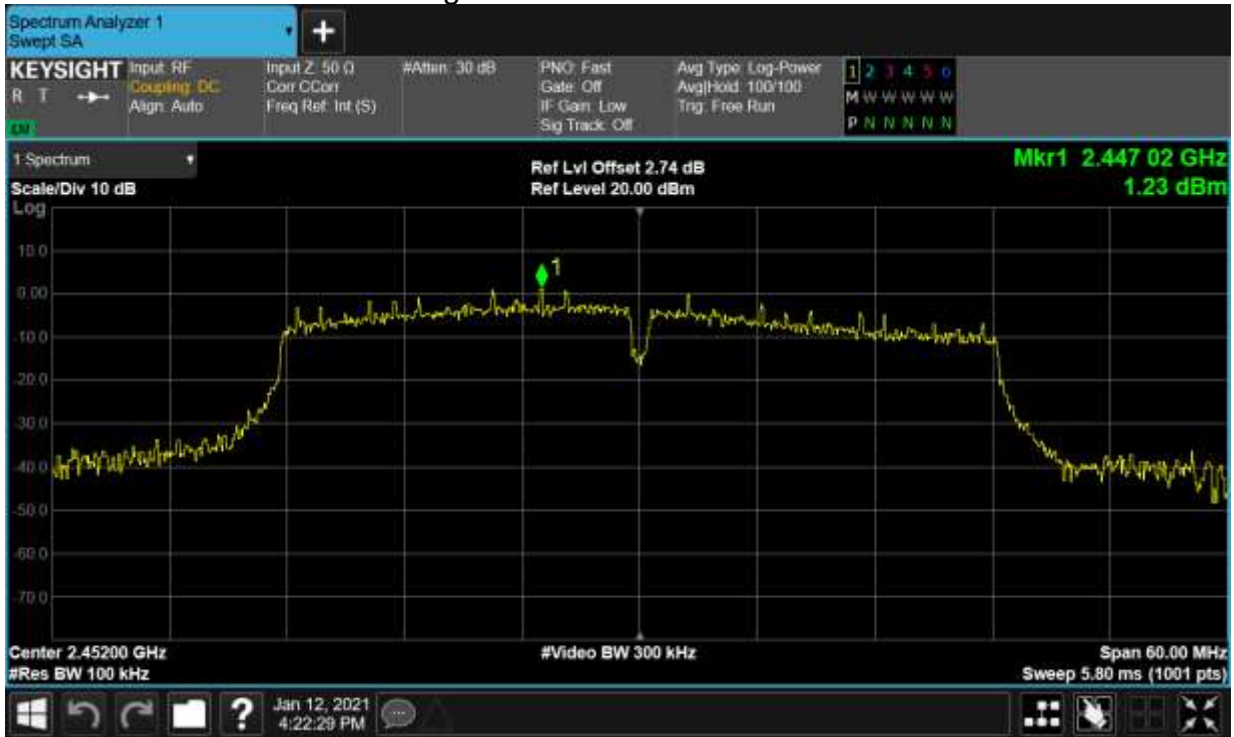 Spectrum Analyzer 1
Swept SA
+
KEYSIGHT
R T
Input: RF
Coupling: DC
Align: Auto
Input Z: 50 Ω
Corr CCorr
Freq Ref: Int (S)
#Atten: 30 dB
PNO: Fast
Gate: Off
IF Gain: Low
Sig Track: Off
Avg Type: Log-Power
Avg|Hold: 100/100
Trig: Free Run
1 2 3 4 5 6
M W W W W W
P N N N N N
1 Spectrum
Scale/Div 10 dB
Log
Ref Lvl Offset 2.74 dB
Ref Level 20.00 dBm
Mkr1 2.447 02 GHz
1.23 dBm
10.0
1
0.00
-10.0
-20.0
-30.0
-40.0
-50.0
-60.0
-70.0
Center 2.45200 GHz
#Res BW 100 kHz
#Video BW 300 kHz
Span 60.00 MHz
Sweep 5.80 ms (1001 pts)
?
Jan 12, 2021
4:22:29 PM